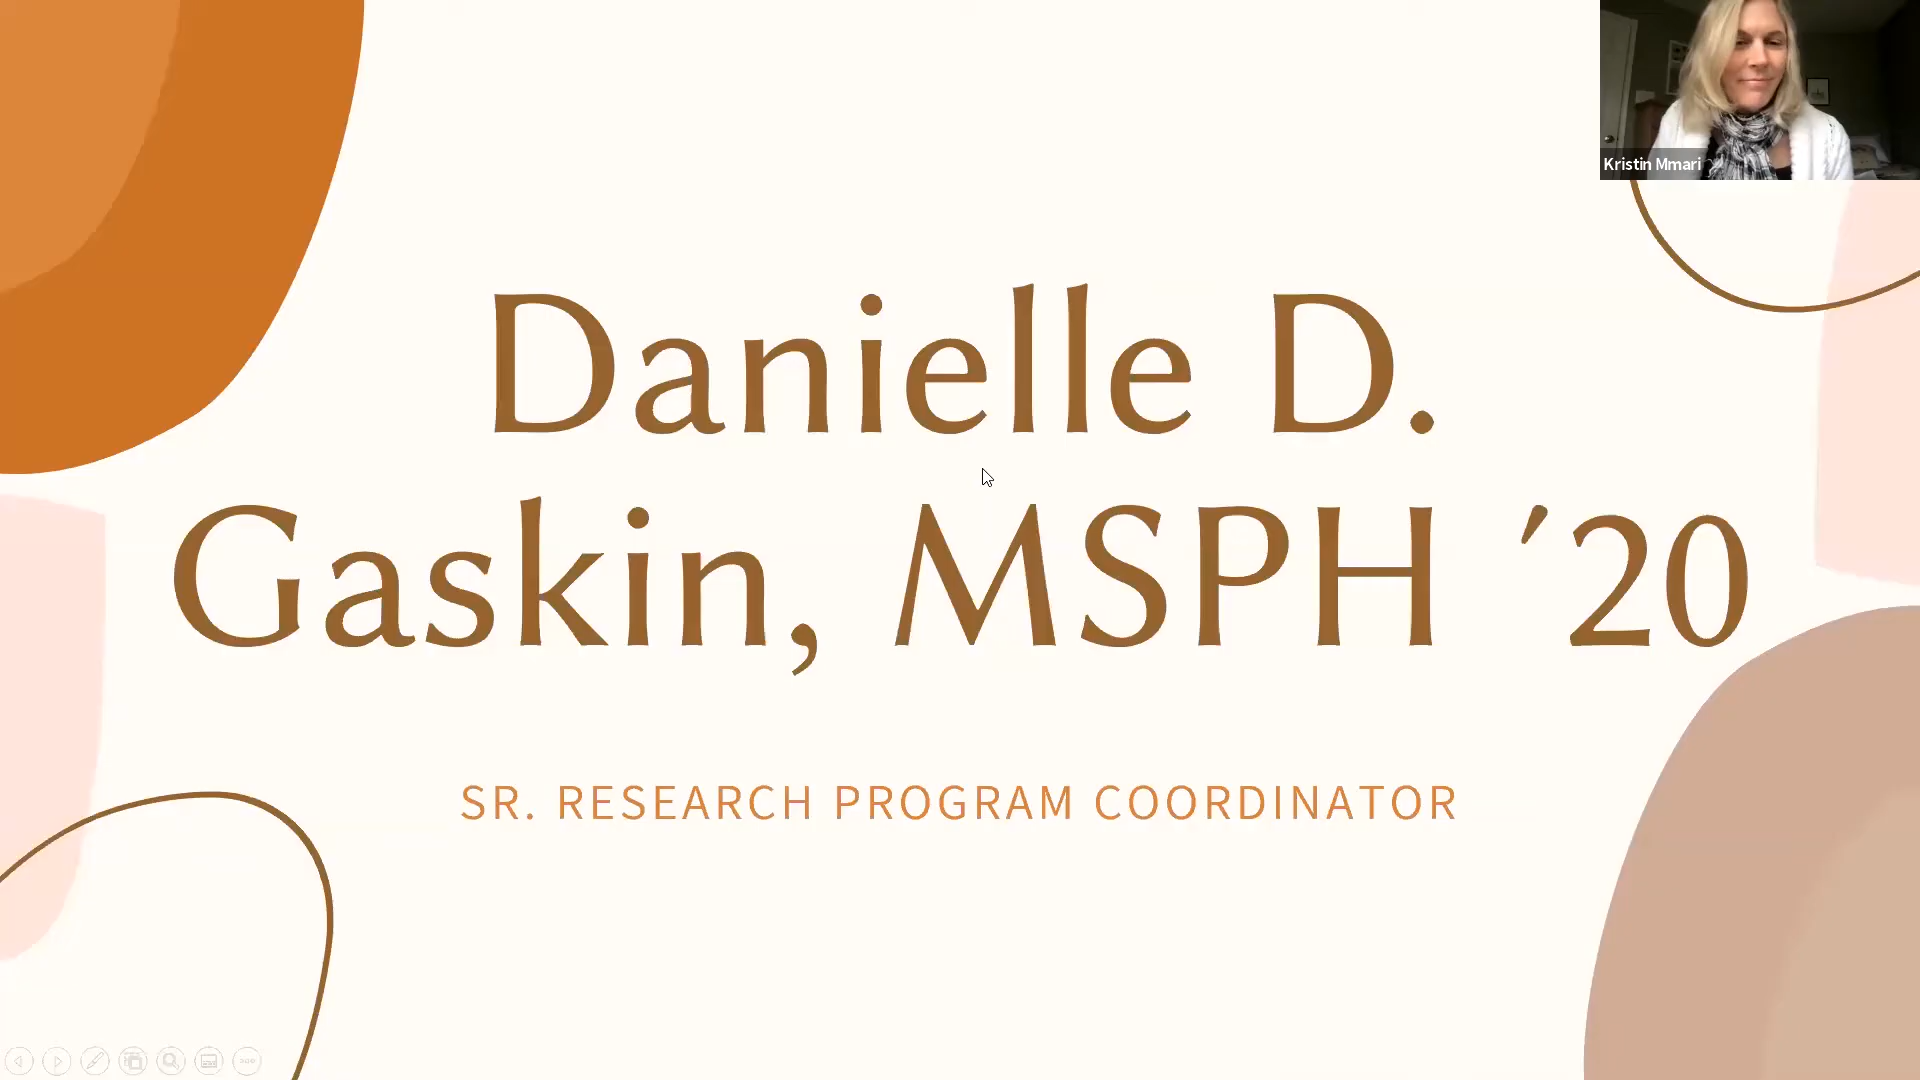 Kristin Mmari
Danielle D.
Gaskin, MSPH ′20
SR. RESEARCH PROGRAM COORDINATOR